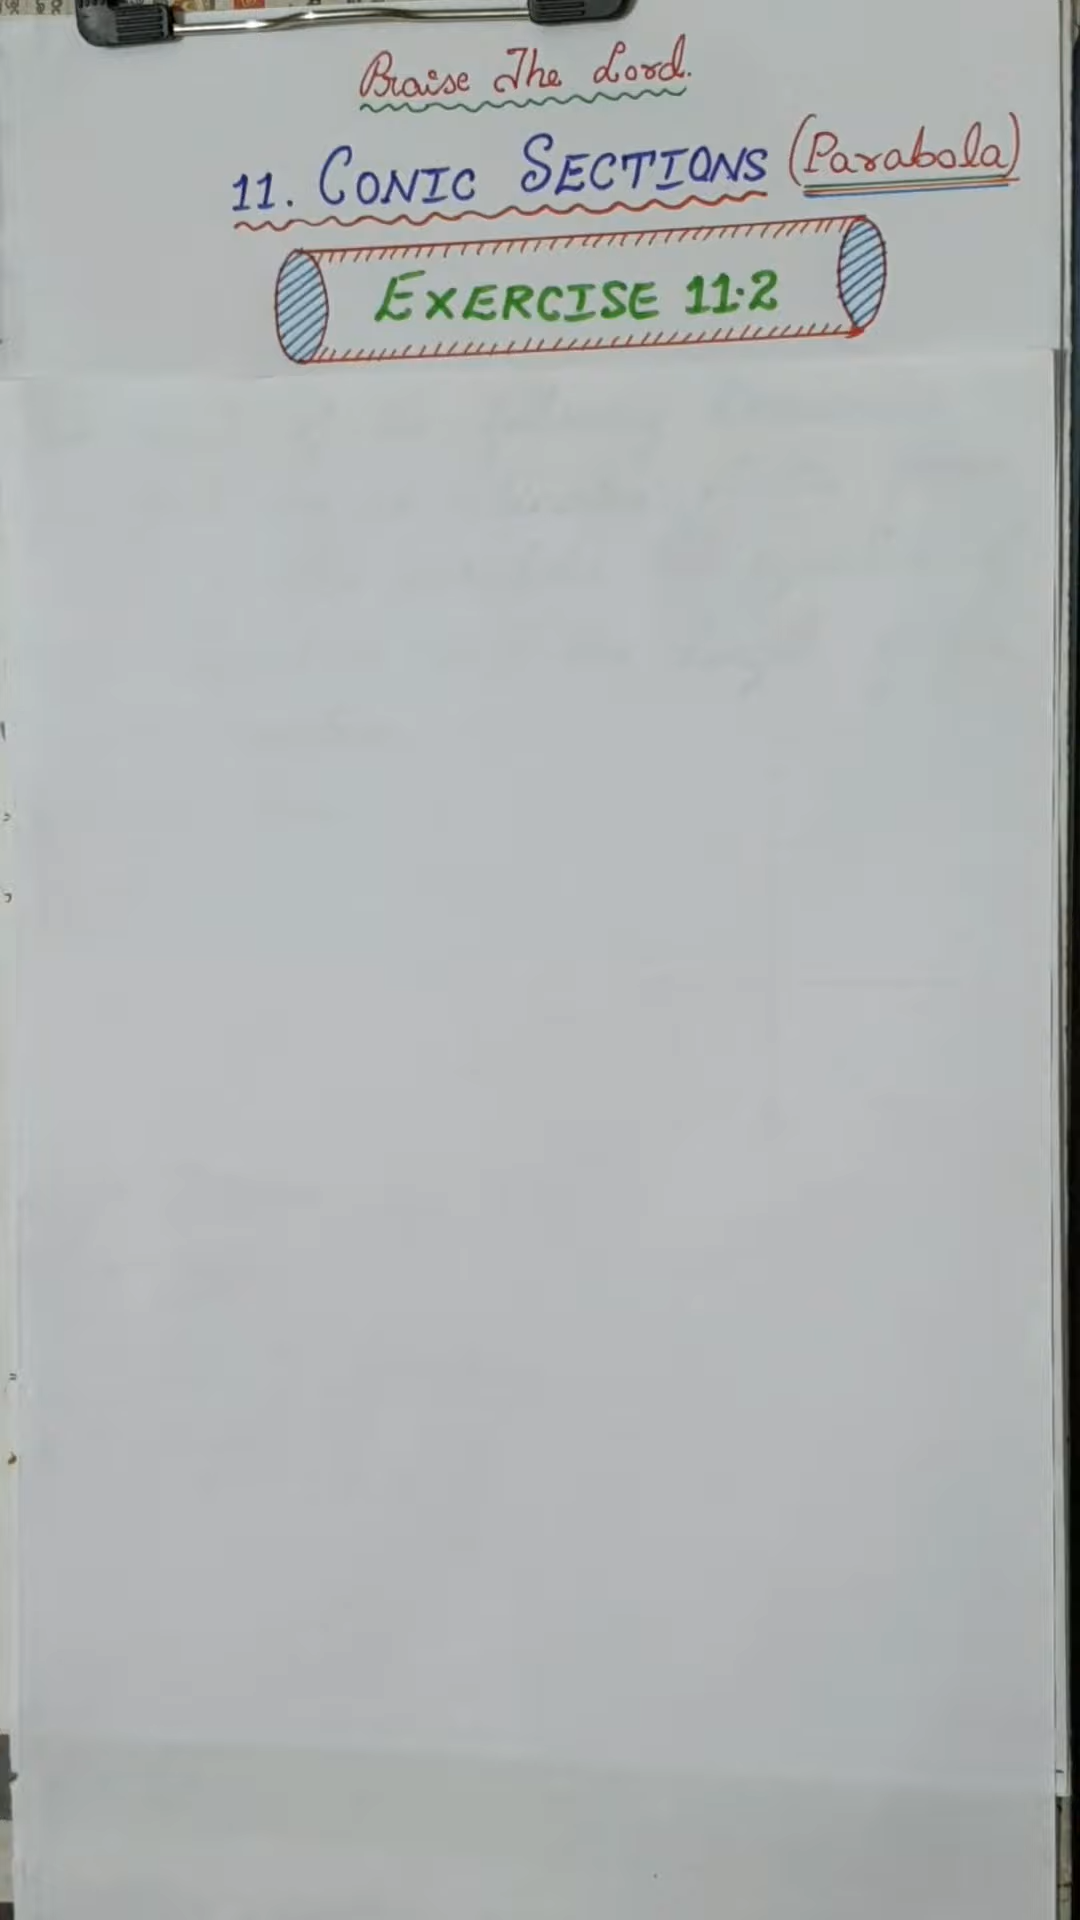 Praise The Lord.
11. CONIC SECTIONS (Parabola)
EXERCISE 11.2